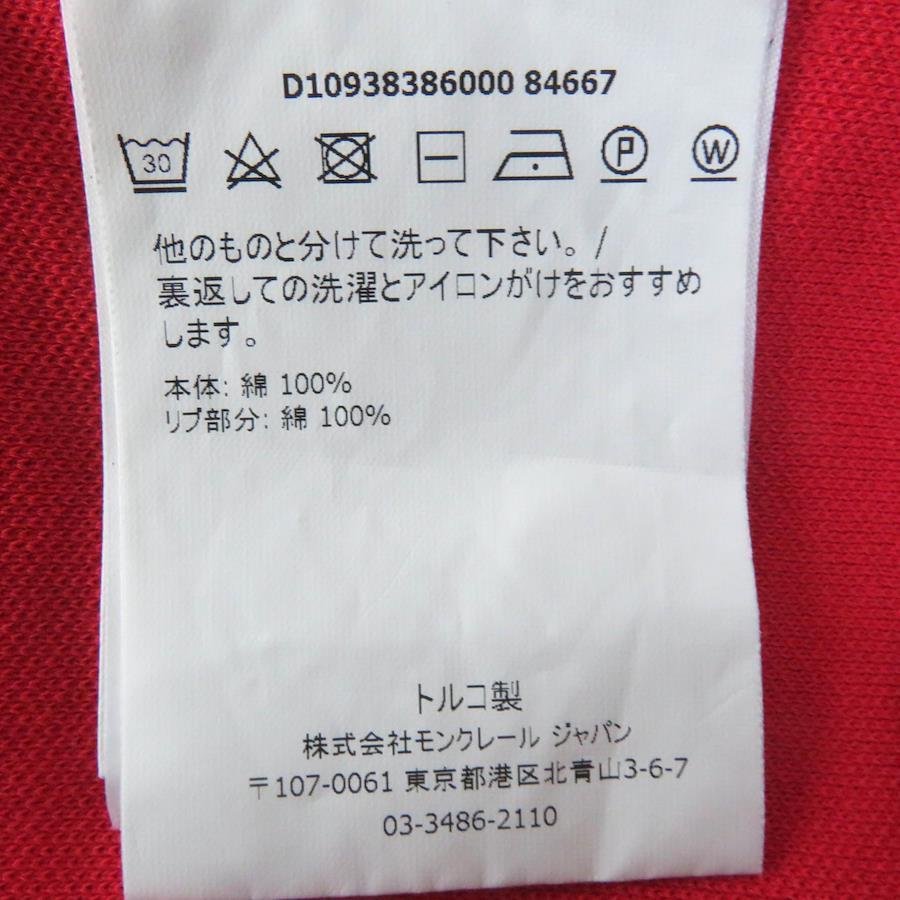 D10938386000 84667
30 P W
他のものと分けて洗って下さい。/
裏返しての洗濯とアイロンがけをおすすめ
します。
本体: 綿 100%
リブ部分: 綿 100%
トルコ製
株式会社モンクレール ジャパン
〒107-0061 東京都港区北青山3-6-7
03-3486-2110